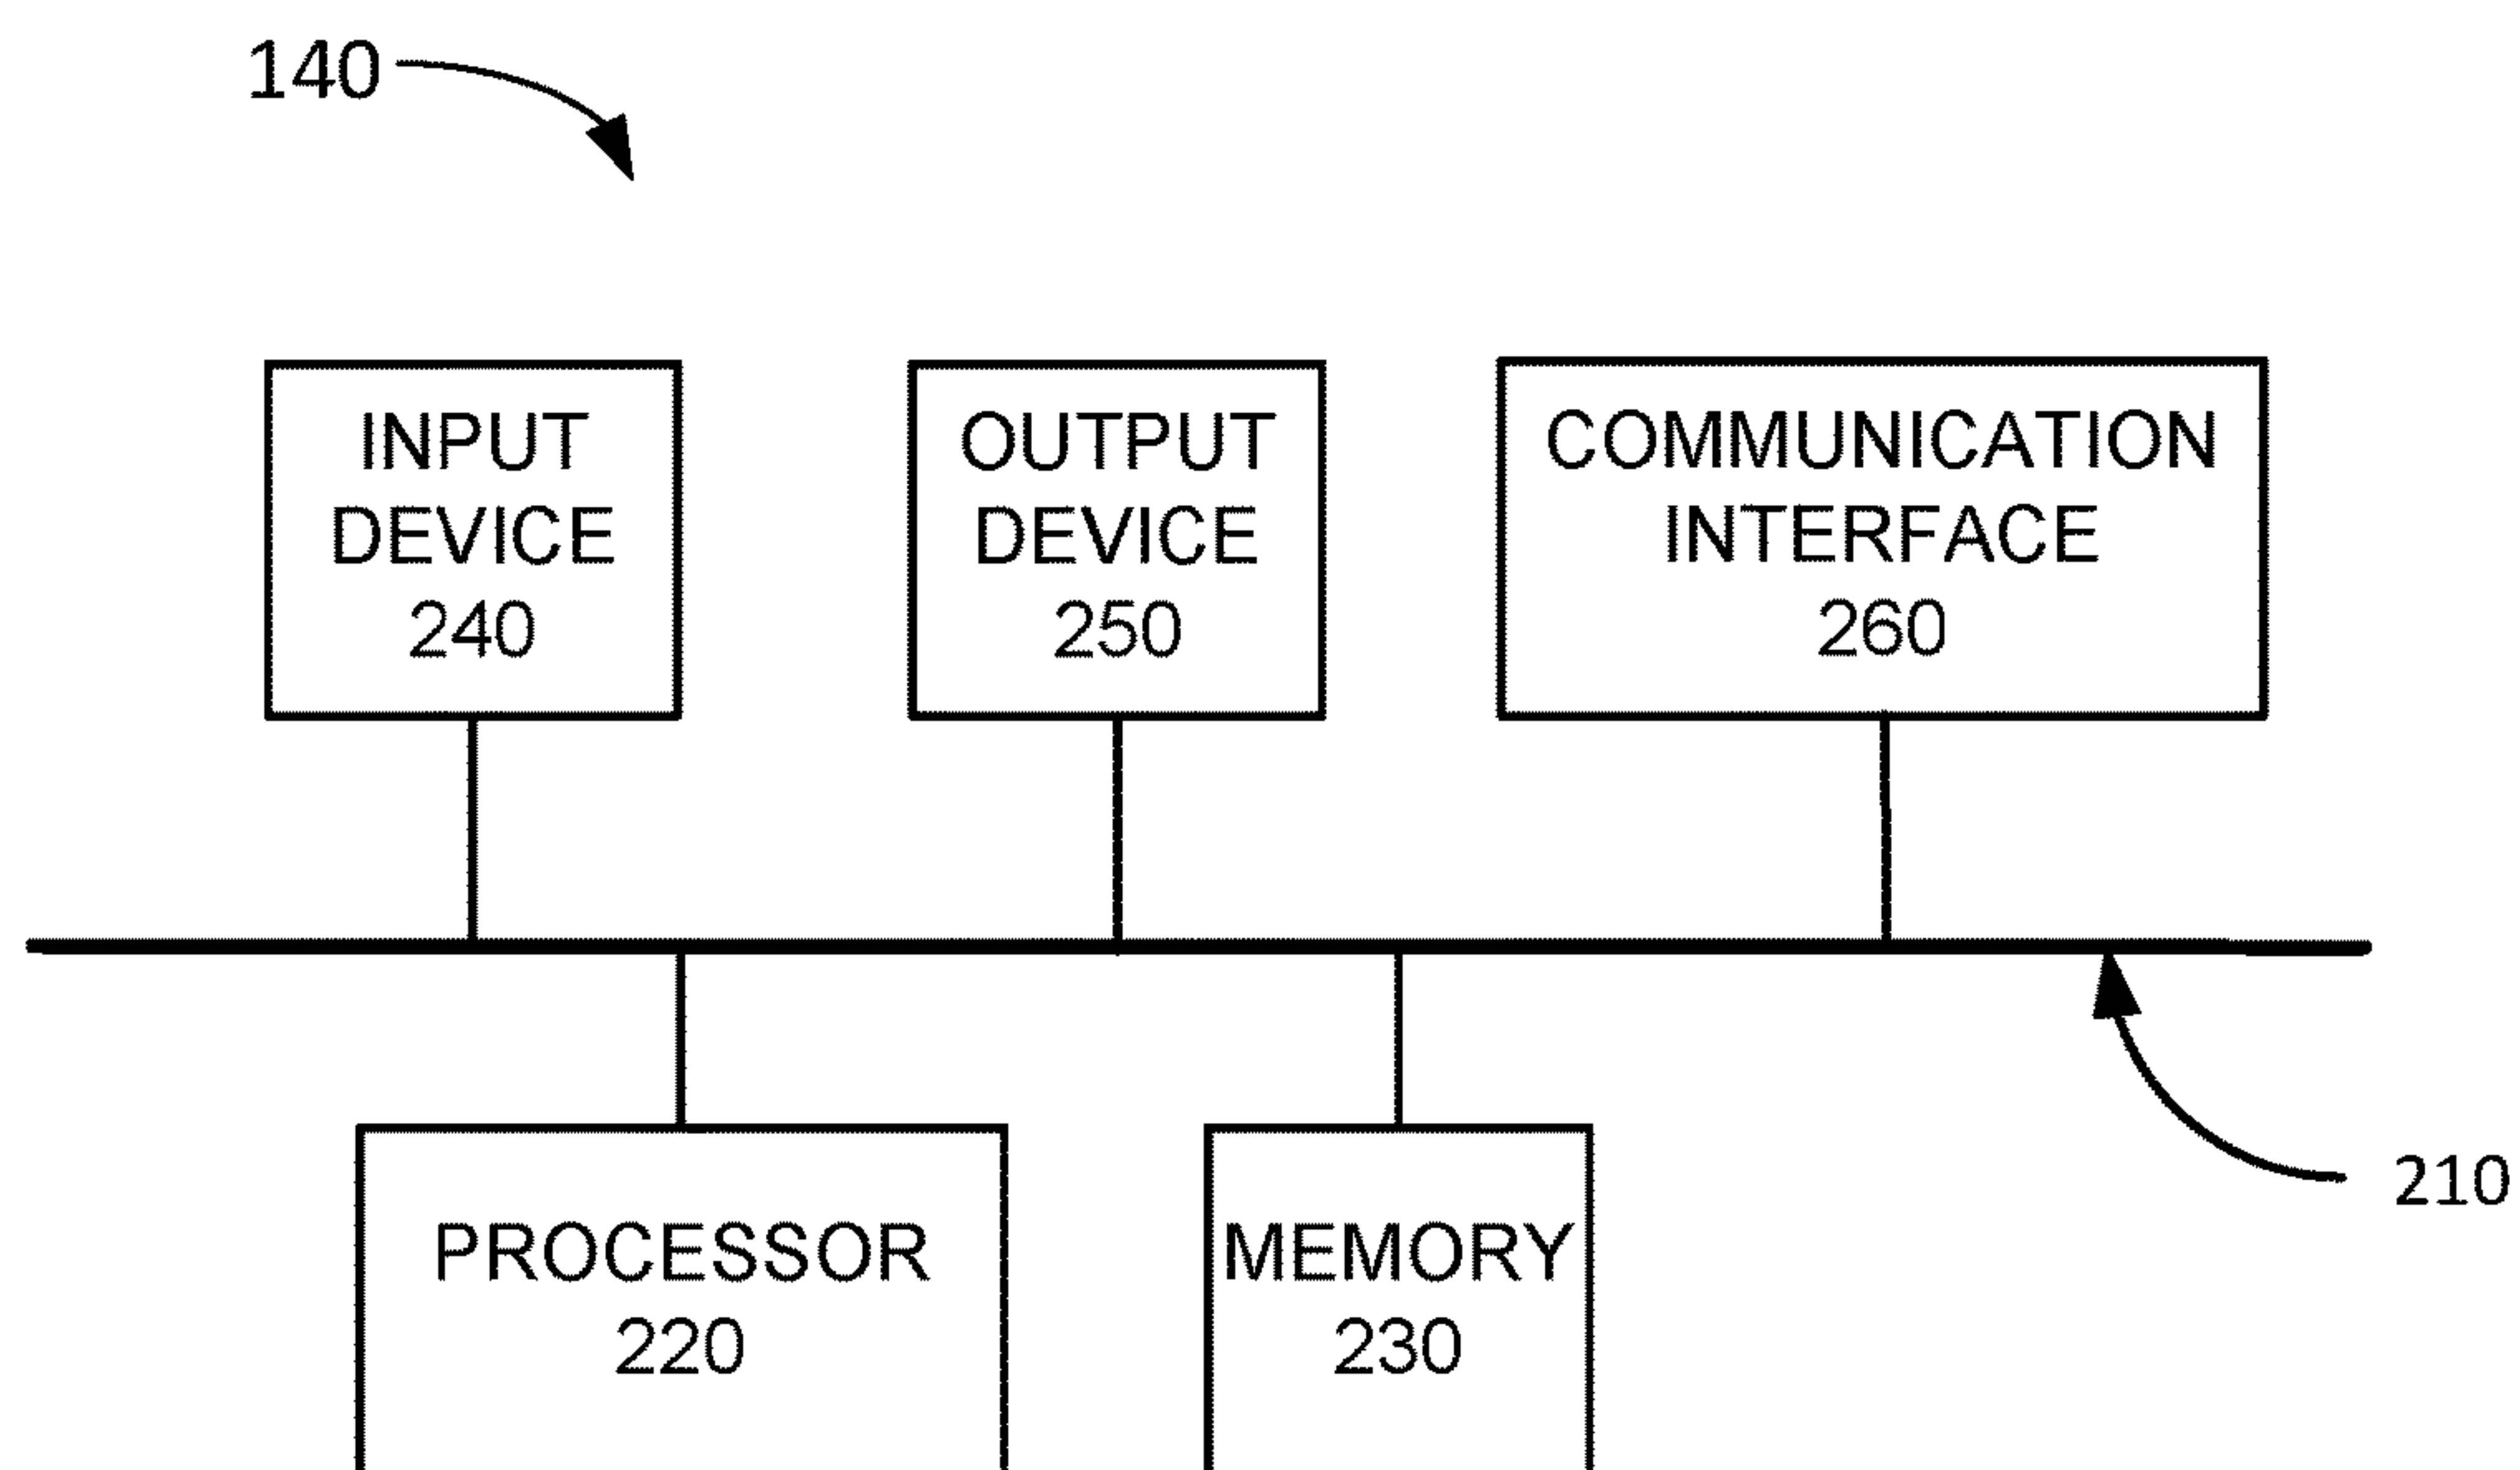 140
INPUT
DEVICE
240
OUTPUT
DEVICE
250
COMMUNICATION
INTERFACE
260
PROCESSOR
220
MEMORY
230
210